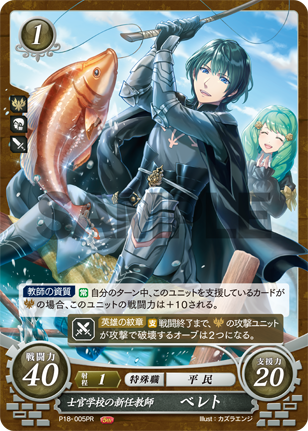 1
SAMPLE
教師の資質 常 自分のターン中、このユニットを支援しているカードが
の場合、このユニットの戦闘力は+10される。
英雄の紋章 支 戦闘終了まで、の攻撃ユニット
が攻撃で破壊するオーブは2つになる。
戦闘力
40
射程 1 特殊職 平民
支援力
20
士官学校の新任教師 ベレト
P18-005PR Illust:カズラエンジ